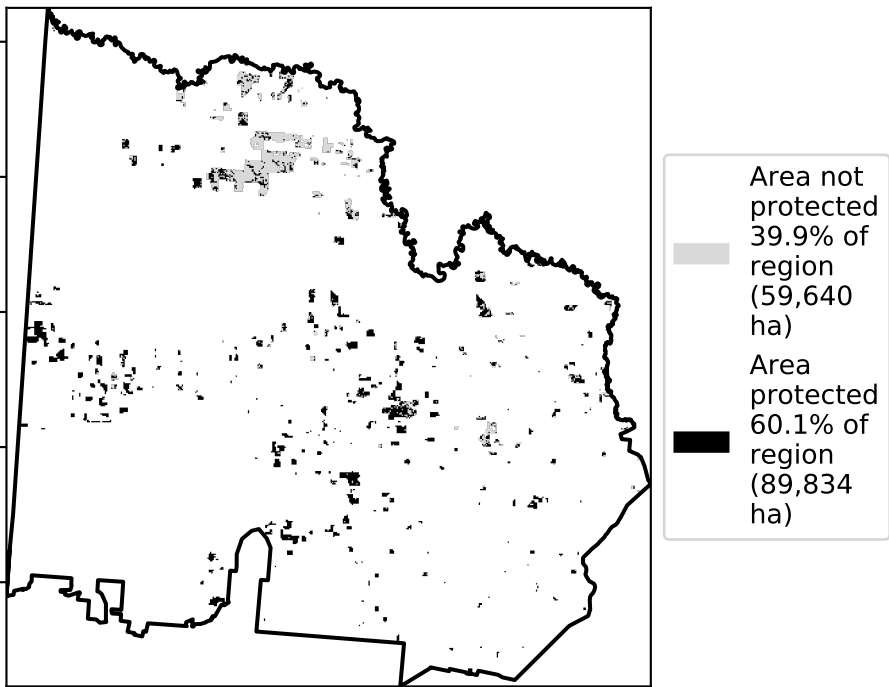 Area not
protected
39.9% of
region
(59,640
ha)
Area
protected
60.1% of
region
(89,834
ha)